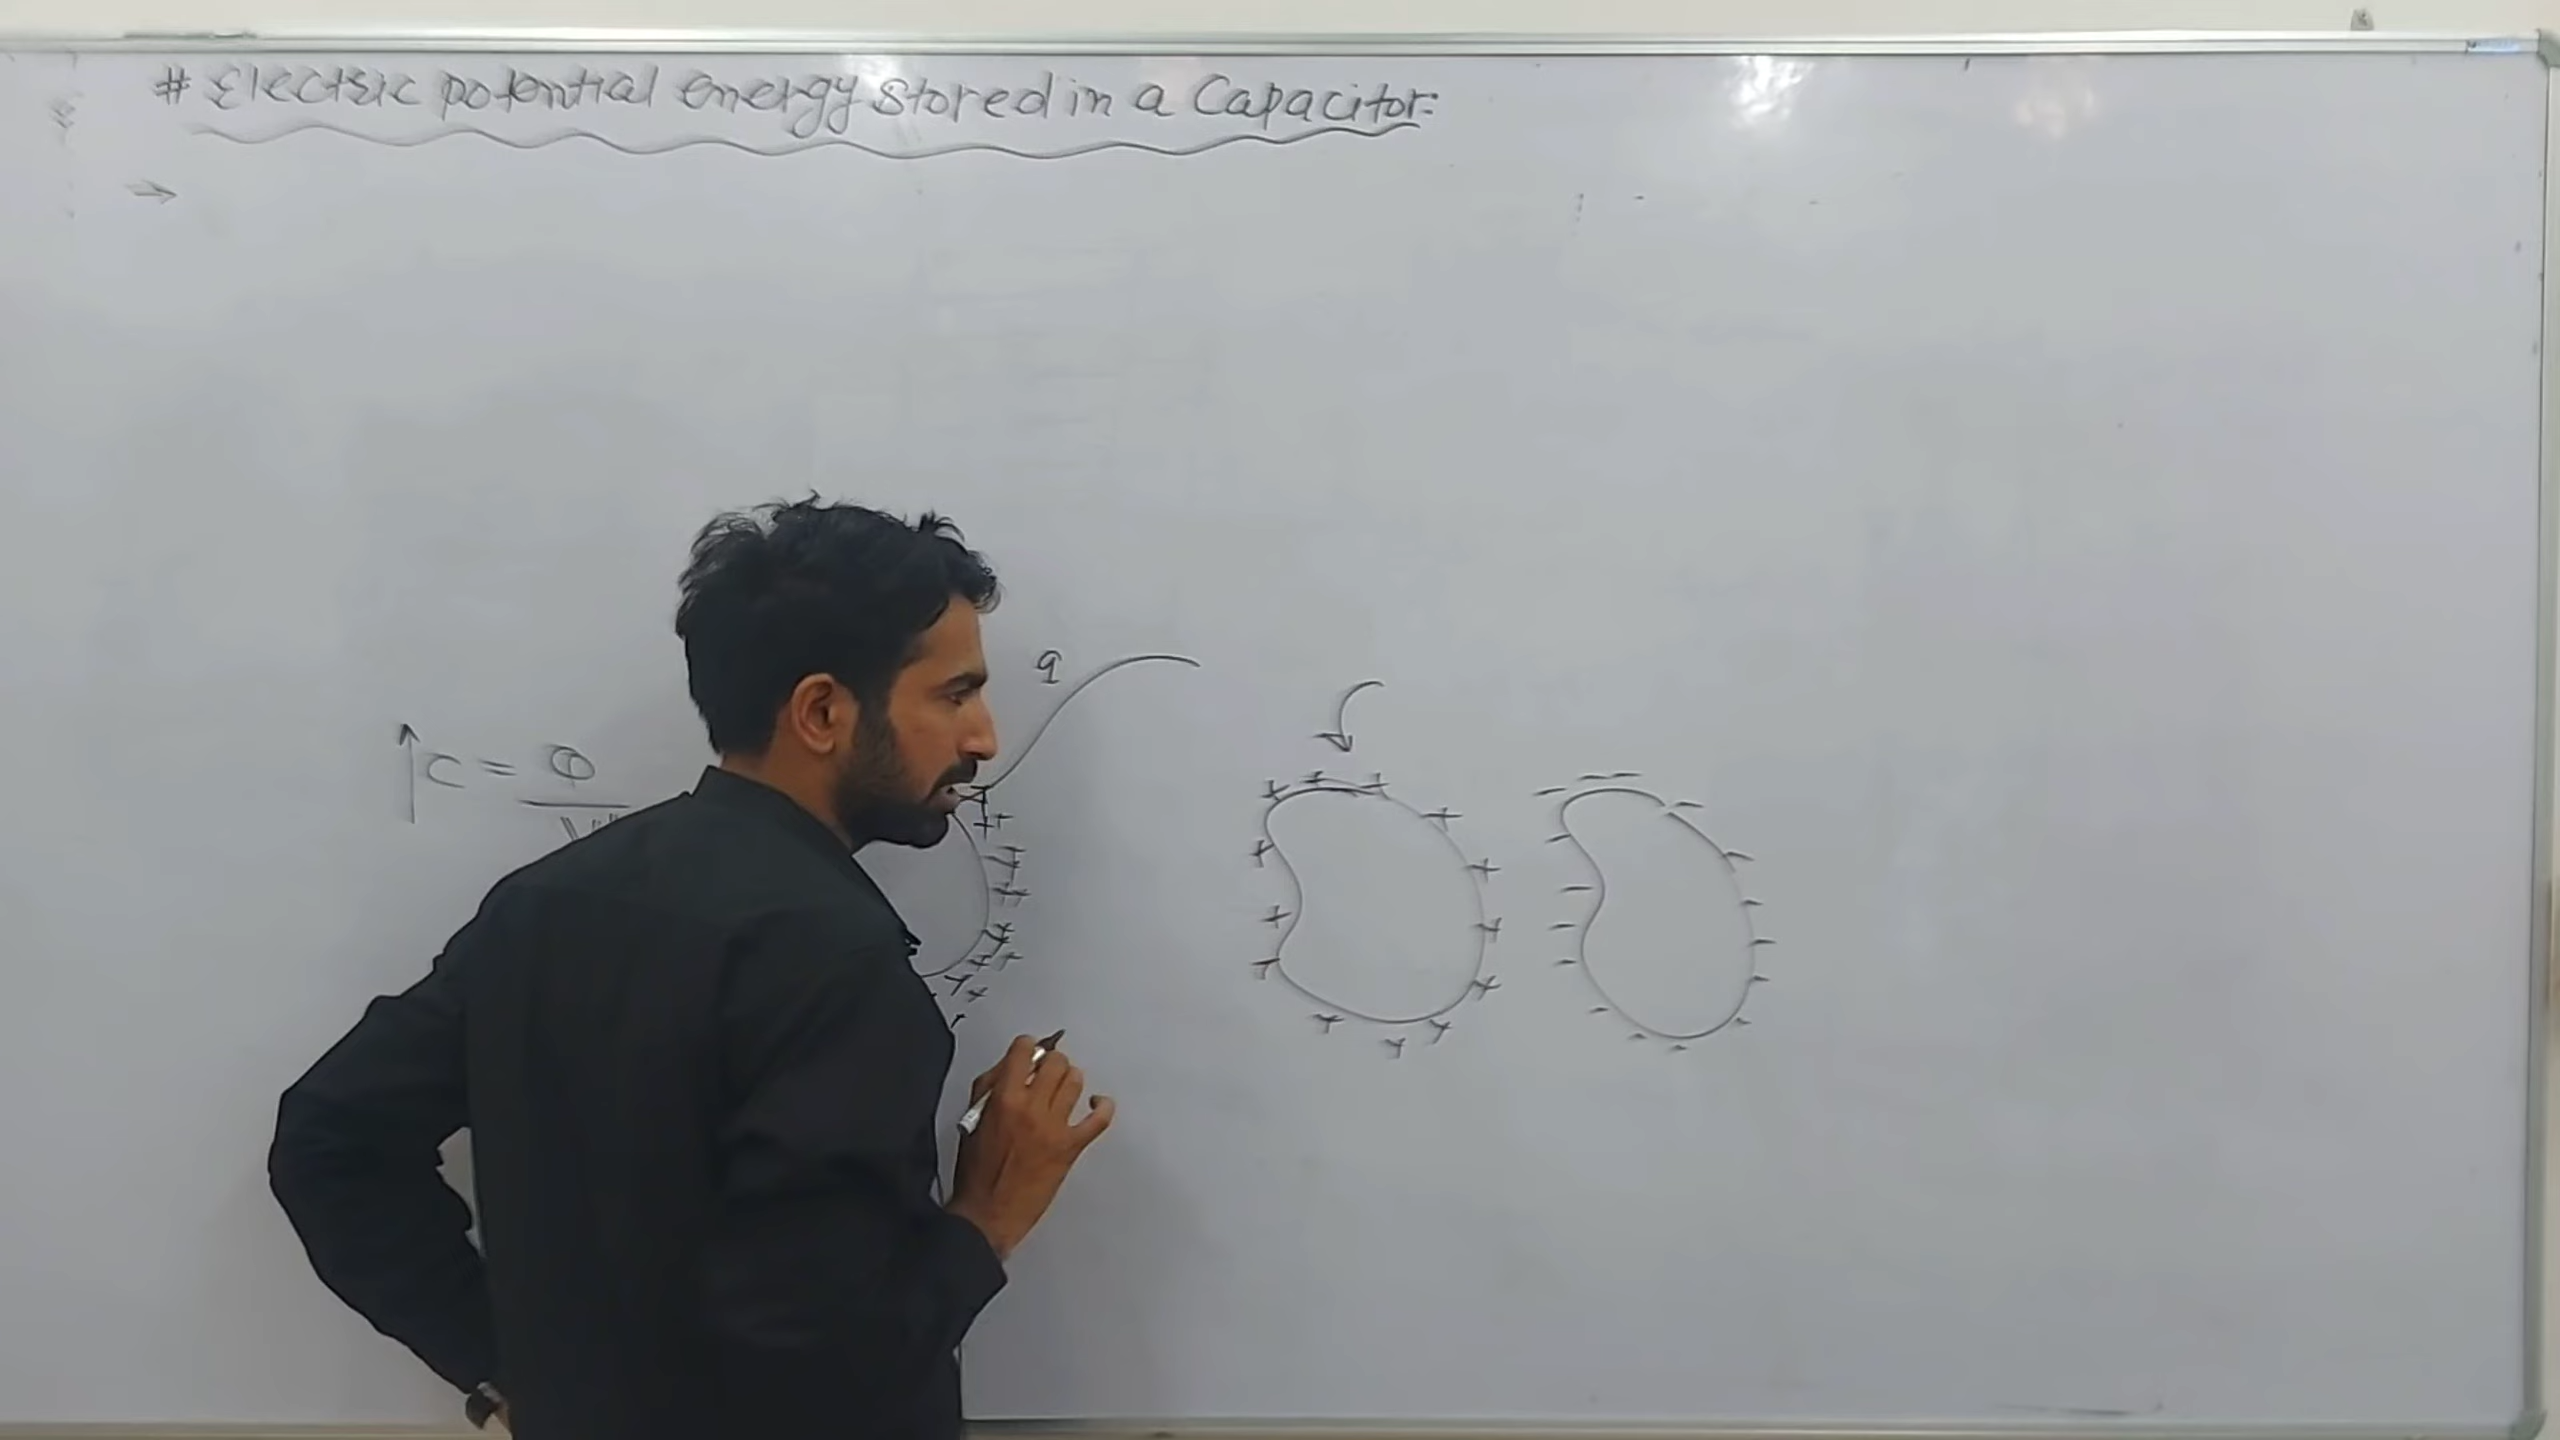 # Electric potential energy stored in a Capacitor:
→
q
↑C = Q
V